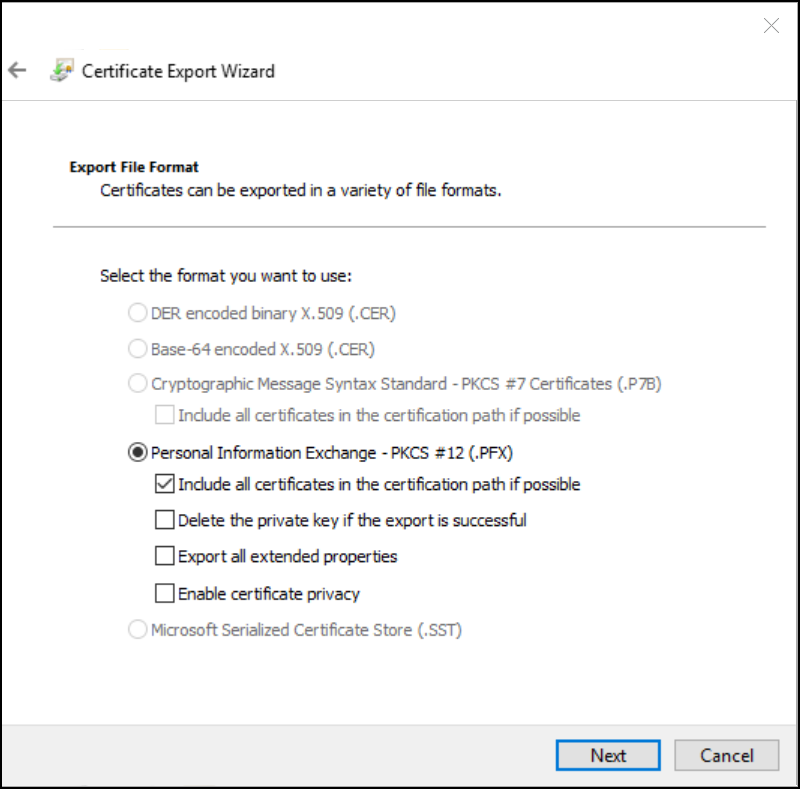 Certificate Export Wizard
Export File Format
Certificates can be exported in a variety of file formats.
Select the format you want to use:
DER encoded binary X.509 (.CER)
Base-64 encoded X.509 (.CER)
Cryptographic Message Syntax Standard - PKCS #7 Certificates (.P7B)
Include all certificates in the certification path if possible
Personal Information Exchange - PKCS #12 (.PFX)
Include all certificates in the certification path if possible
Delete the private key if the export is successful
Export all extended properties
Enable certificate privacy
Microsoft Serialized Certificate Store (.SST)
Next Cancel